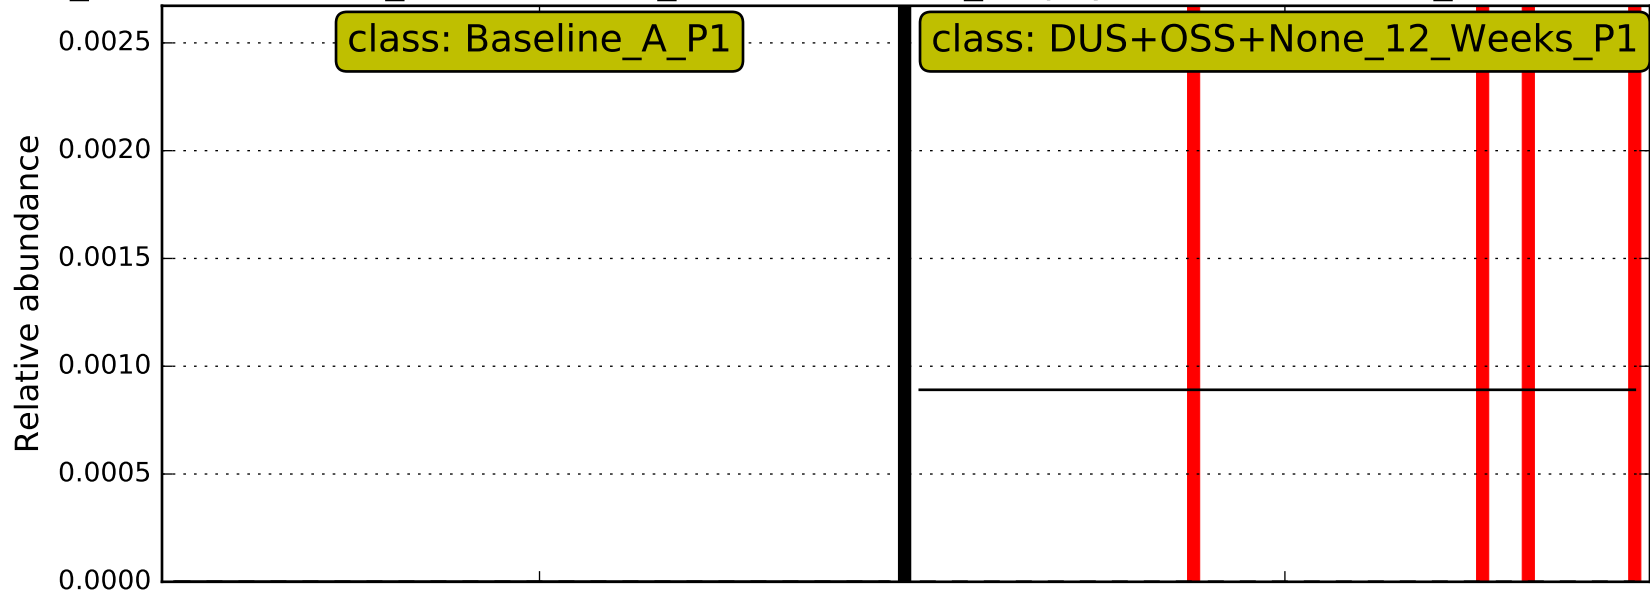 class: Baseline_A_P1
class: DUS+OSS+None_12_Weeks_P1
Relative abundance
0.0025
0.0020
0.0015
0.0010
0.0005
0.0000